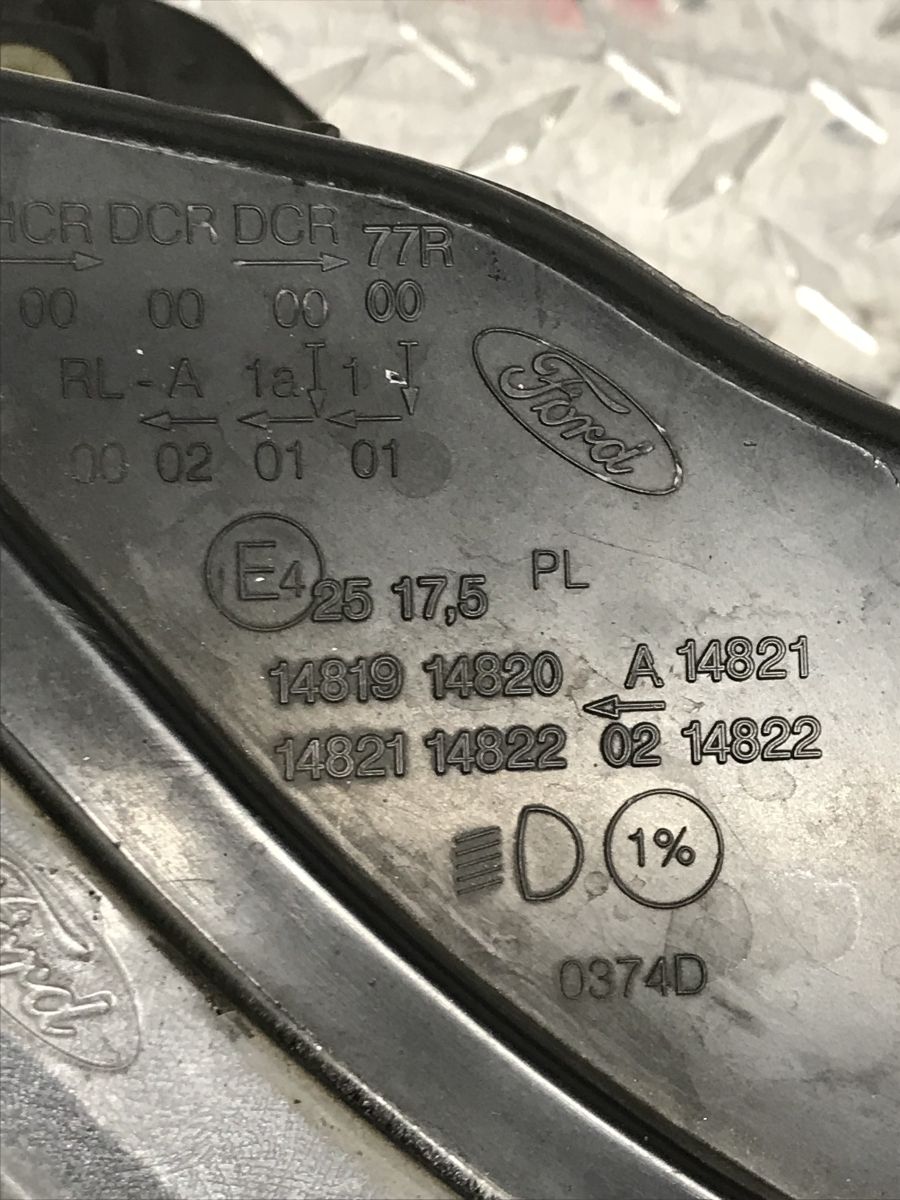 HCR DCR DCR 77R
00 00 00 00
RL-A 1a 1
00 02 01 01
Ford
E4 25 17,5 PL
14819 14820 A 14821
14821 14822 02 14822
1%
0374D
Ford